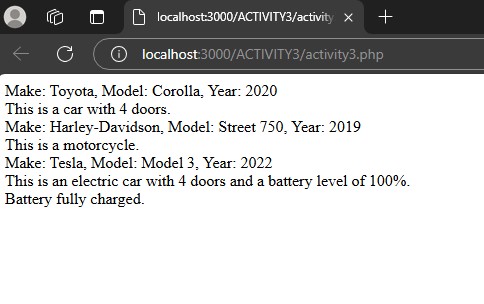 localhost:3000/ACTIVITY3/activity
localhost:3000/ACTIVITY3/activity3.php
Make: Toyota, Model: Corolla, Year: 2020
This is a car with 4 doors.
Make: Harley-Davidson, Model: Street 750, Year: 2019
This is a motorcycle.
Make: Tesla, Model: Model 3, Year: 2022
This is an electric car with 4 doors and a battery level of 100%.
Battery fully charged.